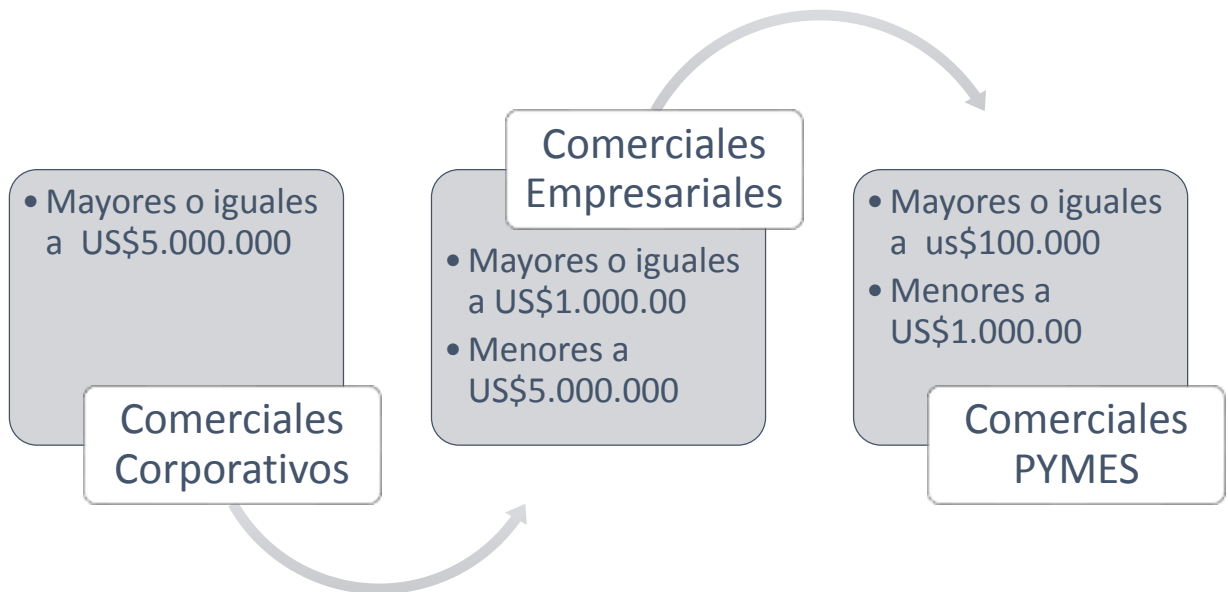 • Mayores o iguales
a US$5.000.000
Comerciales
Corporativos
Comerciales
Empresariales
• Mayores o iguales
a US$1.000.00
• Menores a
US$5.000.000
• Mayores o iguales
a us$100.000
• Menores a
US$1.000.00
Comerciales
PYMES